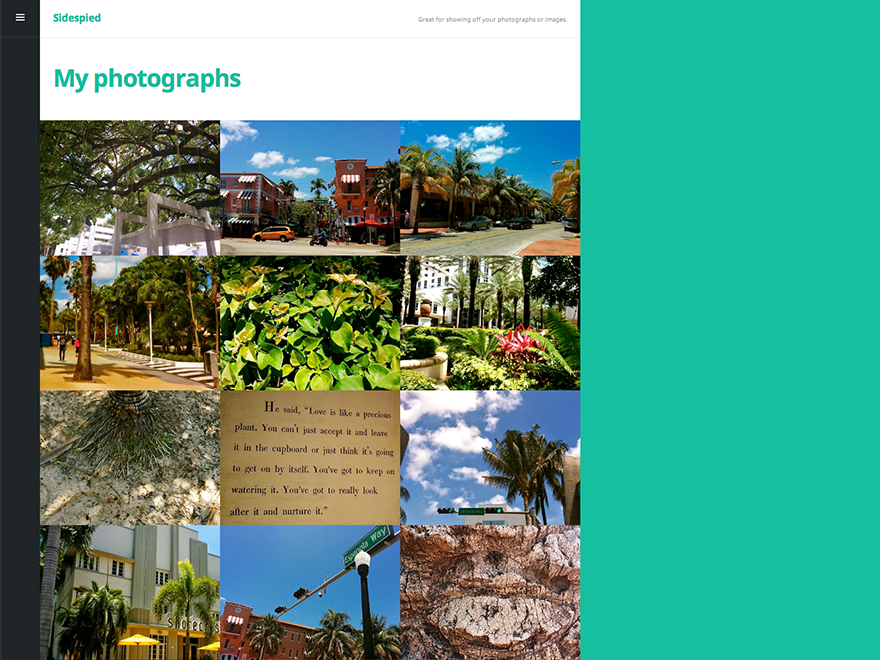 Sidespied
Great for showing off your photographs or images.
My photographs
He said, “Love is like a precious
plant. You can’t just accept it and leave
it in the cupboard or just think it’s going
to get on by itself. You’ve got to keep on
watering it. You’ve got to really look
after it and nurture it.”
Way